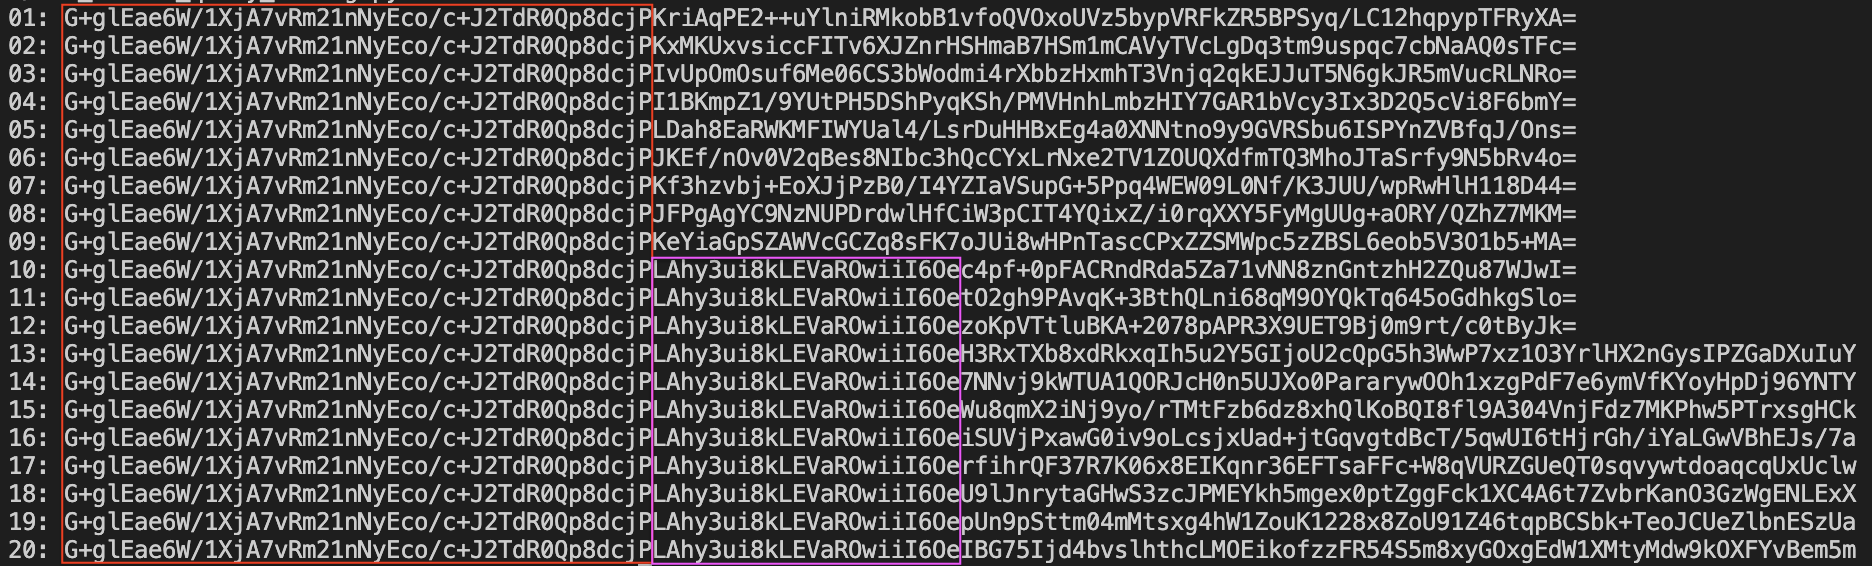 01: G+glEae6W/1XjA7vRm21nNyEco/c+J2TdR0Qp8dcjPKriAqPE2++uYlniRMkobB1vfoQVOxoUVz5bypVRFkZR5BPSyq/LC12hqpypTFRyXA=
02: G+glEae6W/1XjA7vRm21nNyEco/c+J2TdR0Qp8dcjPKxMKUxvsiccFITv6XJZnrHSHmaB7HSm1mCAVyTVcLgDq3tm9uspqc7cbNaAQ0sTFc=
03: G+glEae6W/1XjA7vRm21nNyEco/c+J2TdR0Qp8dcjPIvUpOmOsuf6Me06CS3bWodmi4rXbbzHxmhT3Vnjq2qkEJJuT5N6gkJR5mVucRLNRo=
04: G+glEae6W/1XjA7vRm21nNyEco/c+J2TdR0Qp8dcjPI1BKmpZ1/9YUtPH5DShPyqKSh/PMVHnhLmbzHIY7GAR1bVcy3Ix3D2Q5cVi8F6bmY=
05: G+glEae6W/1XjA7vRm21nNyEco/c+J2TdR0Qp8dcjPLDah8EaRWKMFIWYUal4/LsrDuHHBxEg4a0XNNtno9y9GVRSbu6ISPYnZVBfqJ/Ons=
06: G+glEae6W/1XjA7vRm21nNyEco/c+J2TdR0Qp8dcjPJKEf/nOv0V2qBes8NIbc3hQcCYxLrNxe2TV1ZOUQXdfmTQ3MhoJTaSrfy9N5bRv4o=
07: G+glEae6W/1XjA7vRm21nNyEco/c+J2TdR0Qp8dcjPKf3hzvbj+EoXJjPzB0/I4YZIaVSupG+5Ppq4WEW09L0Nf/K3JUU/wpRwHlH118D44=
08: G+glEae6W/1XjA7vRm21nNyEco/c+J2TdR0Qp8dcjPJFPgAgYC9NzNUPDrdwlHfCiW3pCIT4YQixZ/i0rqXXY5FyMgUUg+aORY/QZhZ7MKM=
09: G+glEae6W/1XjA7vRm21nNyEco/c+J2TdR0Qp8dcjPKeYiaGpSZAWVcGCZq8sFK7oJUi8wHPnTascCPxZZSMWpc5zZBSL6eob5V3O1b5+MA=
10: G+glEae6W/1XjA7vRm21nNyEco/c+J2TdR0Qp8dcjPLAhy3ui8kLEVaROwiiI6Oec4pf+0pFACRndRda5Za71vNN8znGntzhH2ZQu87WJwI=
11: G+glEae6W/1XjA7vRm21nNyEco/c+J2TdR0Qp8dcjPLAhy3ui8kLEVaROwiiI6OetO2gh9PAvqK+3BthQLni68qM9OYQkTq645oGdhkgSlo=
12: G+glEae6W/1XjA7vRm21nNyEco/c+J2TdR0Qp8dcjPLAhy3ui8kLEVaROwiiI6OezoKpVTtluBKA+2078pAPR3X9UET9Bj0m9rt/c0tByJk=
13: G+glEae6W/1XjA7vRm21nNyEco/c+J2TdR0Qp8dcjPLAhy3ui8kLEVaROwiiI6OeH3RxTXb8xdRkxqIh5u2Y5GIjoU2cQpG5h3WwP7xz1O3YrlHX2nGysIPZGaDXuIuY
14: G+glEae6W/1XjA7vRm21nNyEco/c+J2TdR0Qp8dcjPLAhy3ui8kLEVaROwiiI6Oe7NNvj9kWTUA1QORJcH0n5UJXo0ParарywOOh1xzgPdF7e6ymVfKYoyHpDj96YNTY
15: G+glEae6W/1XjA7vRm21nNyEco/c+J2TdR0Qp8dcjPLAhy3ui8kLEVaROwiiI6OeWu8qmX2iNj9yo/rTMtFzb6dz8xhQlKoBQI8fl9A304VnjFdz7MKPhw5PTrxsgHCk
16: G+glEae6W/1XjA7vRm21nNyEco/c+J2TdR0Qp8dcjPLAhy3ui8kLEVaROwiiI6OeiSUVjPxawG0iv9oLcsjxUad+jtGqvgtdBcT/5qwUI6tHjrGh/iYaLGwVBhEJs/7a
17: G+glEae6W/1XjA7vRm21nNyEco/c+J2TdR0Qp8dcjPLAhy3ui8kLEVaROwiiI6OerfihrQF37R7K06x8EIKqnr36EFTsaFFc+W8qVURZGUeQT0sqvywtdoaqcqUxUclw
18: G+glEae6W/1XjA7vRm21nNyEco/c+J2TdR0Qp8dcjPLAhy3ui8kLEVaROwiiI6OeU9lJnrytaGHwS3zcJPMEYkh5mgex0ptZggFck1XC4A6t7ZvbrKanO3GzWgENLExX
19: G+glEae6W/1XjA7vRm21nNyEco/c+J2TdR0Qp8dcjPLAhy3ui8kLEVaROwiiI6OepUn9pSttm04mMtsxg4hW1ZouK1228x8ZoU91Z46tqpBCSbk+TeoJCUeZlbnESzUa
20: G+glEae6W/1XjA7vRm21nNyEco/c+J2TdR0Qp8dcjPLAhy3ui8kLEVaROwiiI6OeIBG75Ijd4bvslhthcLMOEikofzzFR54S5m8xyGOxgEdW1XMtyMdw9kOXFYvBem5m